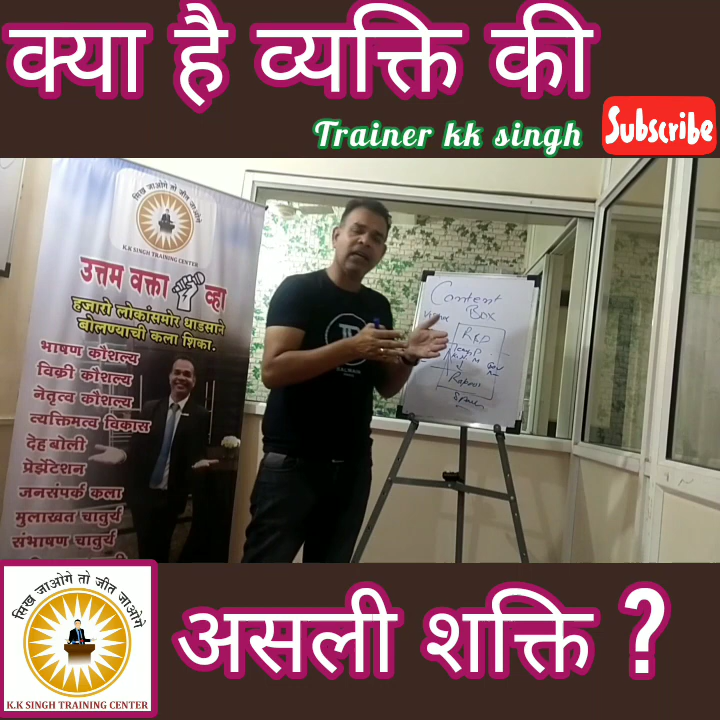 क्या है व्यक्ति की
Trainer kk singh
Subscribe
सिख जाओगे तो जीत जाओगे
K.K SINGH TRAINING CENTER
उत्तम वक्ता व्हा
हजारो लोकांसमोर धाडसाने
बोलण्याची कला शिका.
भाषण कौशल्य
विक्री कौशल्य
नेतृत्व कौशल्य
व्यक्तिमत्व विकास
देह बोली
प्रेझेंटेशन
जनसंपर्क कला
मुलाखत चातुर्य
संभाषण चातुर्य
Content
Box
सिख जाओगे तो जीत जाओगे
K.K SINGH TRAINING CENTER
असली शक्ति ?